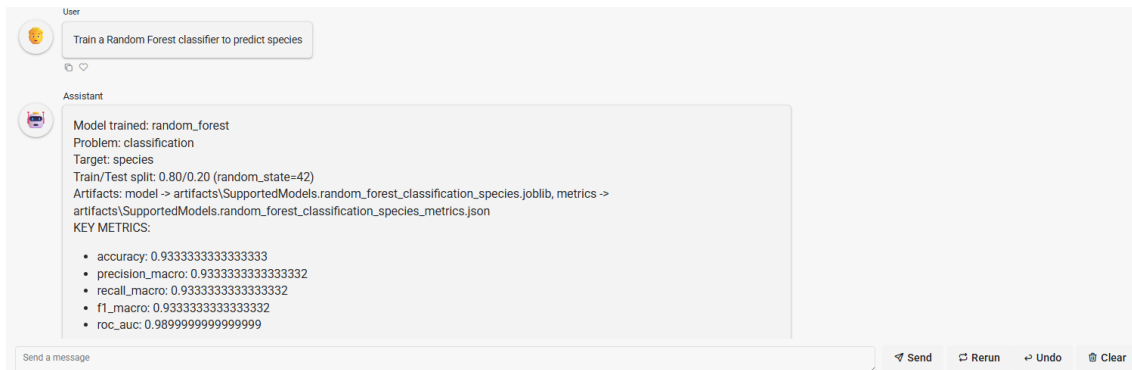 User
Train a Random Forest classifier to predict species
Assistant
Model trained: random_forest
Problem: classification
Target: species
Train/Test split: 0.80/0.20 (random_state=42)
Artifacts: model -> artifacts\SupportedModels.random_forest_classification_species.joblib, metrics ->
artifacts\SupportedModels.random_forest_classification_species_metrics.json
KEY METRICS:
• accuracy: 0.9333333333333333
• precision_macro: 0.9333333333333332
• recall_macro: 0.9333333333333332
• f1_macro: 0.9333333333333332
• roc_auc: 0.9899999999999999
Send a message
Send
Rerun
Undo
Clear